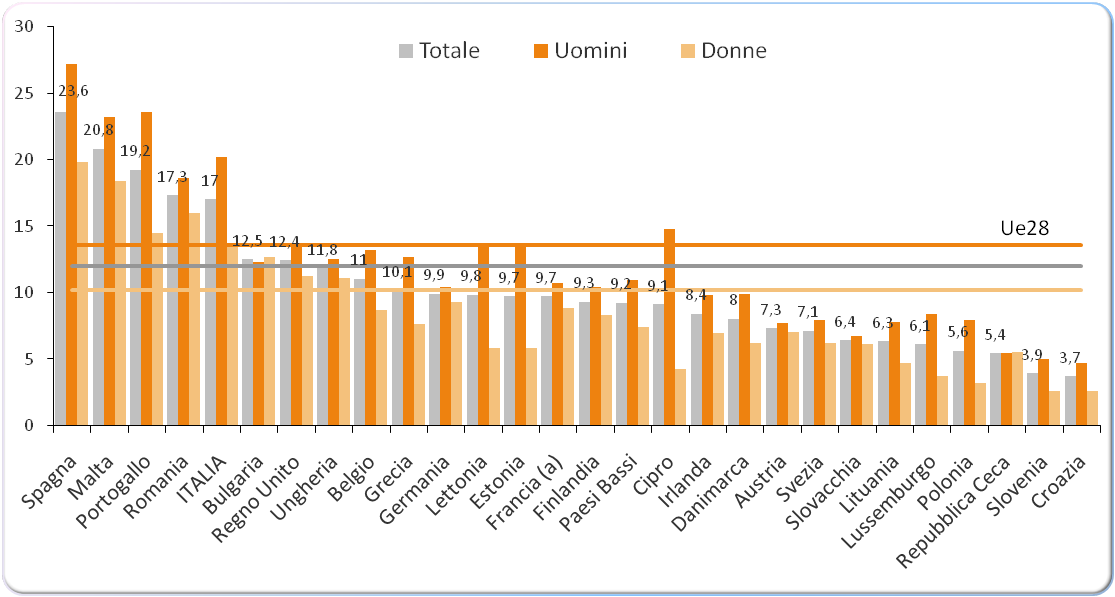 30
25
20
15
10
5
0
Totale Uomini Donne
Ue28
23,6
20,8
19,2
17,3
17
12,5
12,4
11,8
11
10,1
9,9
9,8
9,7
9,7
9,3
9,2
9,1
8,4
8
7,3
7,1
6,4
6,3
6,1
5,6
5,4
3,9
3,7
Spagna
Malta
Portogallo
Romania
ITALIA
Bulgaria
Regno Unito
Ungheria
Belgio
Grecia
Germania
Lettonia
Estonia
Francia (a)
Finlandia
Paesi Bassi
Cipro
Irlanda
Danimarca
Austria
Svezia
Slovacchia
Lituania
Lussemburgo
Polonia
Repubblica Ceca
Slovenia
Croazia